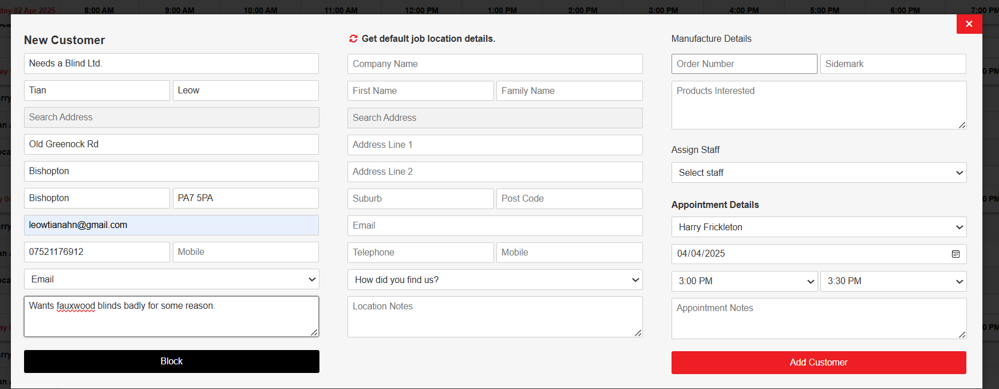 day 02 Apr 2025 8:00 AM 9:00 AM 10:00 AM 11:00 AM 12:00 PM 1:00 PM 2:00 PM 3:00 PM 4:00 PM 5:00 PM 6:00 PM 7:00 PM
New Customer
Needs a Blind Ltd.
Tian Leow
Search Address
Old Greenock Rd
Bishopton
Bishopton PA7 5PA
leowtianahn@gmail.com
07521176912 Mobile
Email
Wants fauxwood blinds badly for some reason.
Block
Get default job location details.
Company Name
First Name Family Name
Search Address
Address Line 1
Address Line 2
Suburb Post Code
Email
Telephone Mobile
How did you find us?
Location Notes
Manufacture Details
Order Number Sidemark
Products Interested
Assign Staff
Select staff
Appointment Details
Harry Frickleton
04/04/2025
3:00 PM 3:30 PM
Appointment Notes
Add Customer